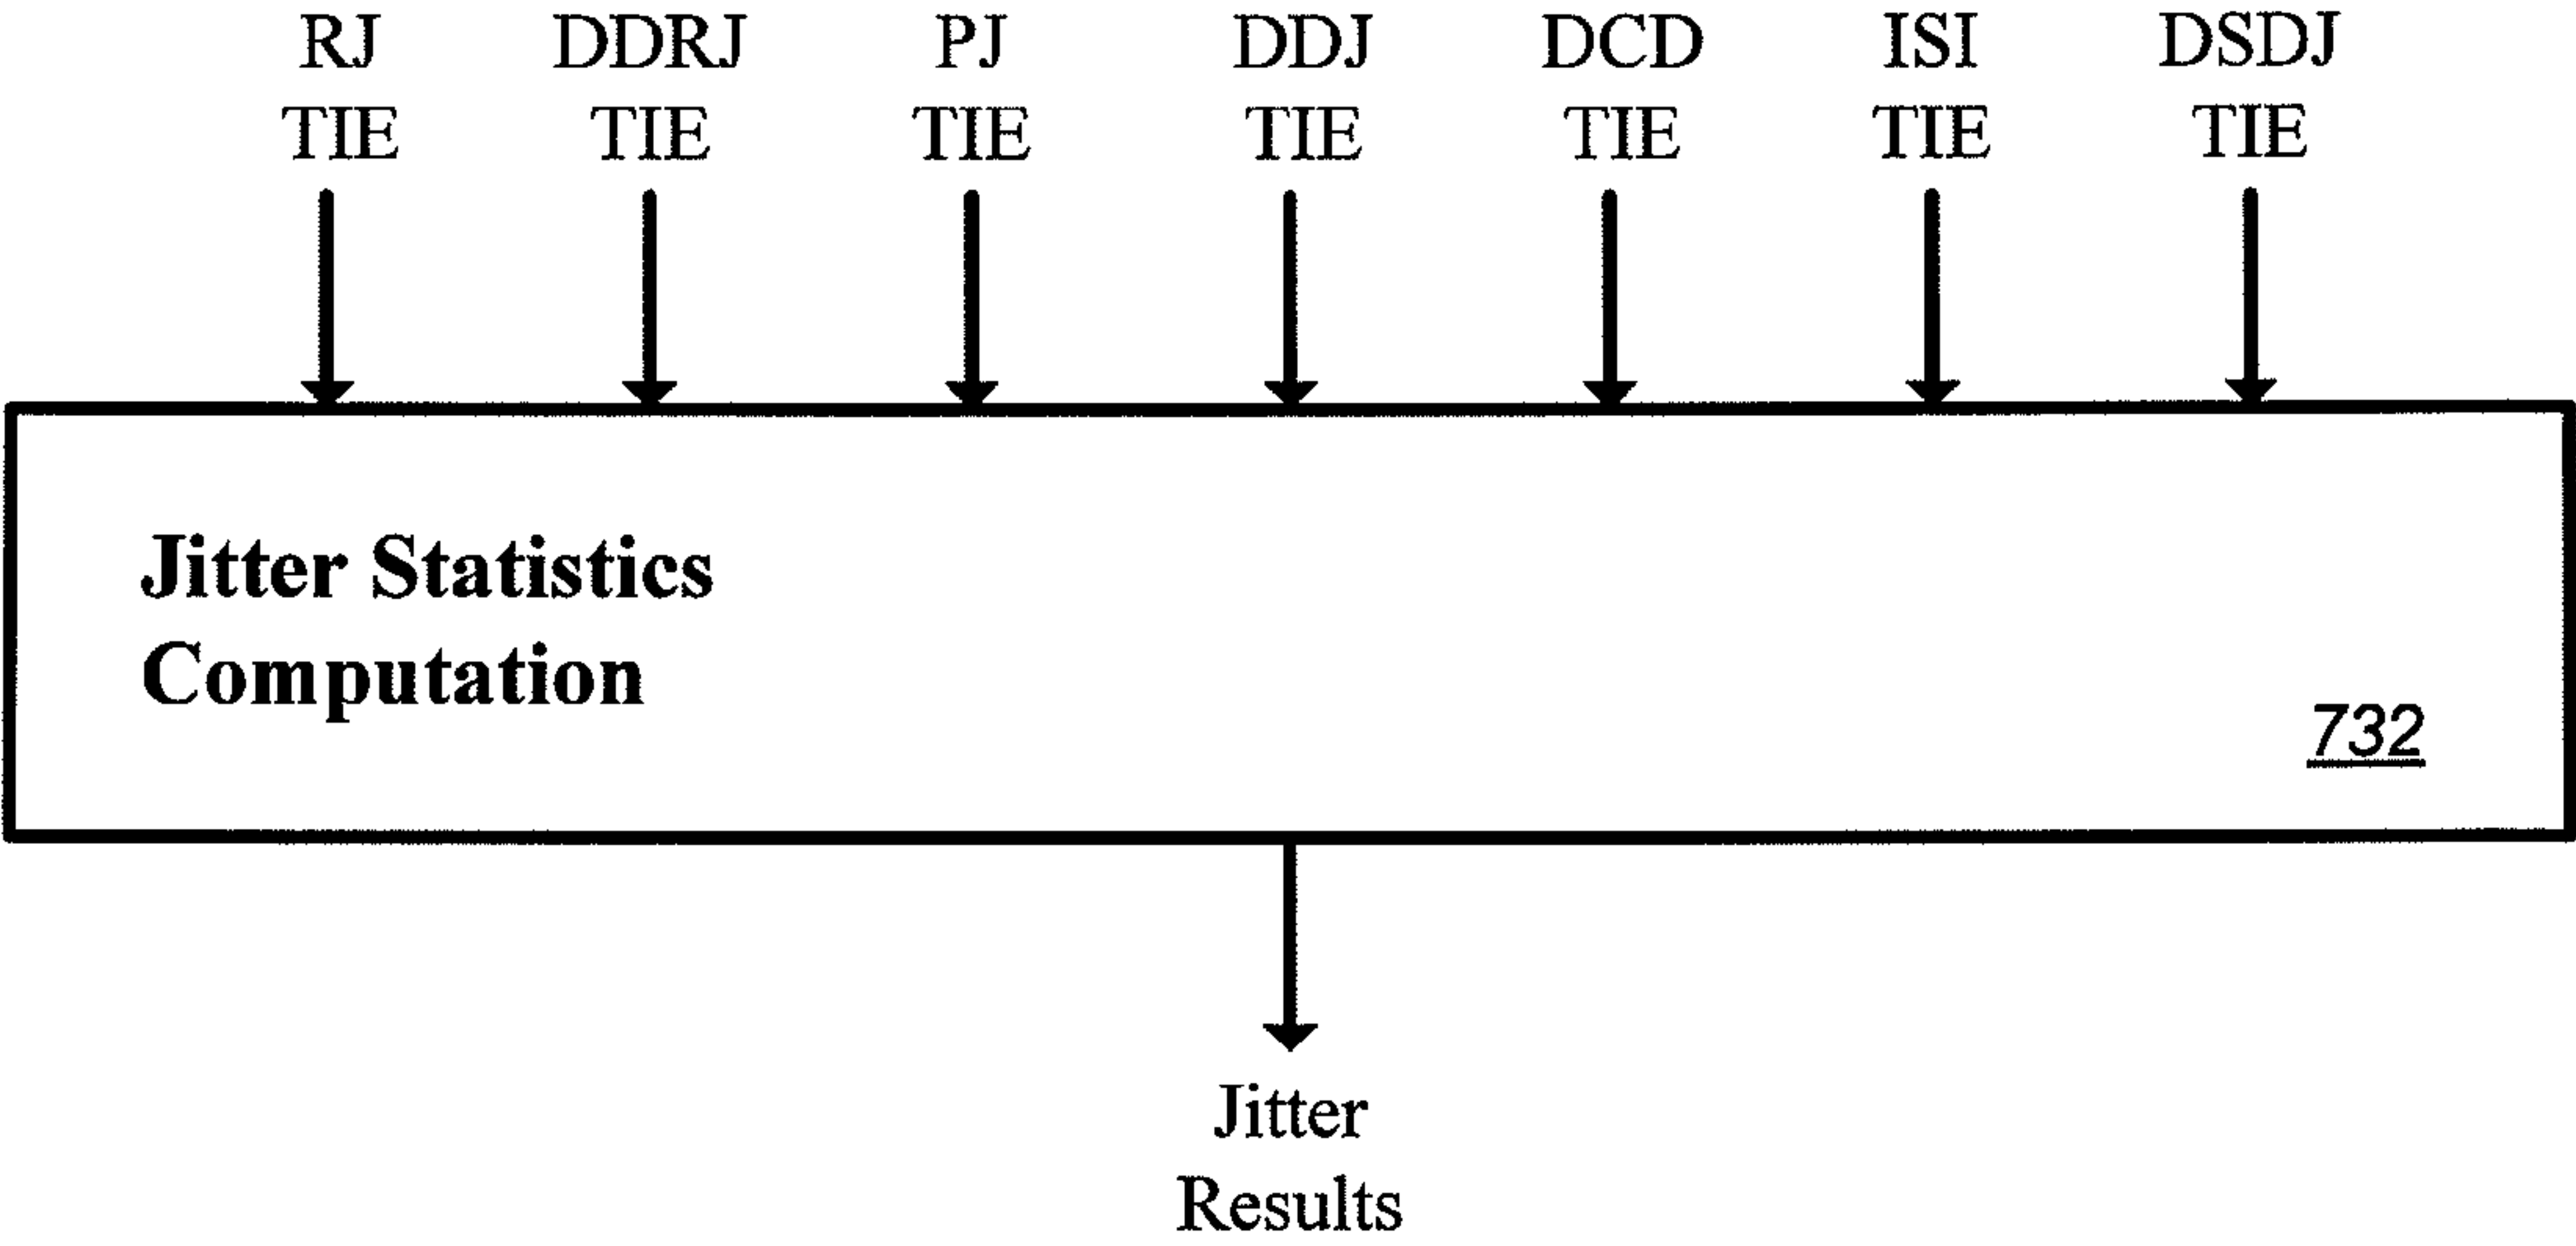 RJ DDRJ PJ DDJ DCD ISI DSDJ
TIE TIE TIE TIE TIE TIE TIE
Jitter Statistics
Computation
732
Jitter
Results